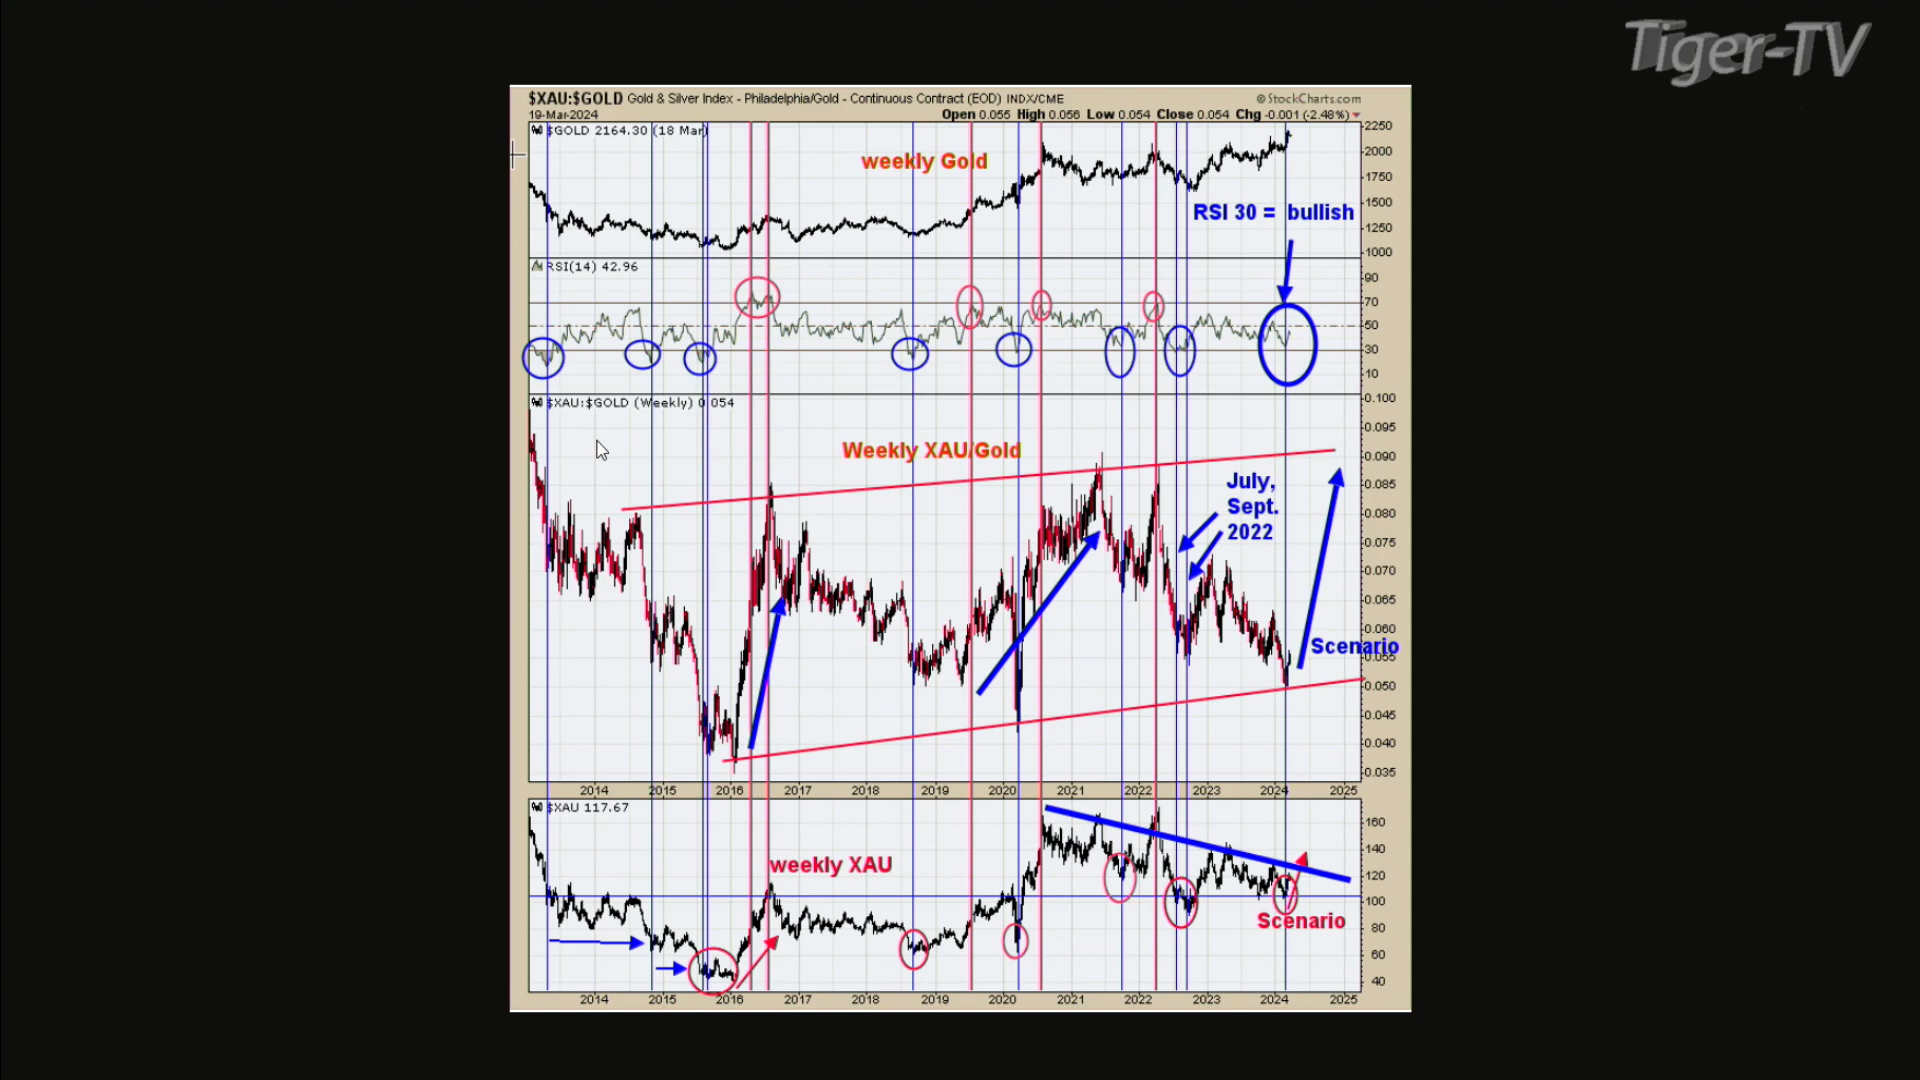 Tiger-TV
$XAU:$GOLD Gold & Silver Index - Philadelphia/Gold - Continuous Contract (EOD) INDX/CME
© StockCharts.com
19-Mar-2024
Open 0.055 High 0.056 Low 0.054 Close 0.054 Chg -0.001 (-2.48%)
$GOLD 2164.30 (18 Mar)
weekly Gold
2250
2000
1750
1500
1250
1000
RSI 30 = bullish
RSI(14) 42.96
90
70
50
30
10
$XAU:$GOLD (Weekly) 0.054
Weekly XAU/Gold
July,
Sept.
2022
Scenario
0.100
0.095
0.090
0.085
0.080
0.075
0.070
0.065
0.060
0.055
0.050
0.045
0.040
0.035
2014 2015 2016 2017 2018 2019 2020 2021 2022 2023 2024 2025
$XAU 117.67
weekly XAU
Scenario
160
140
120
100
80
60
40
2014 2015 2016 2017 2018 2019 2020 2021 2022 2023 2024 2025